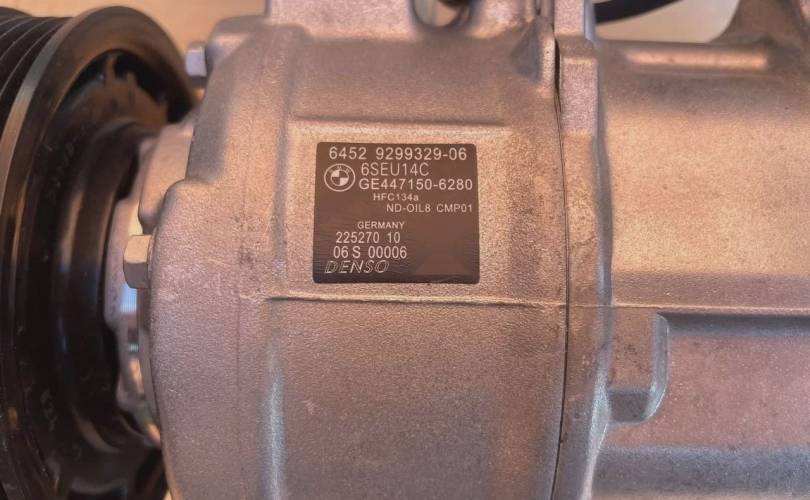 6452 9299329-06
6SEU14C
GE447150-6280
HFC134a
ND-OIL8 CMP01
GERMANY
225270 10
06 S 00006
DENSO